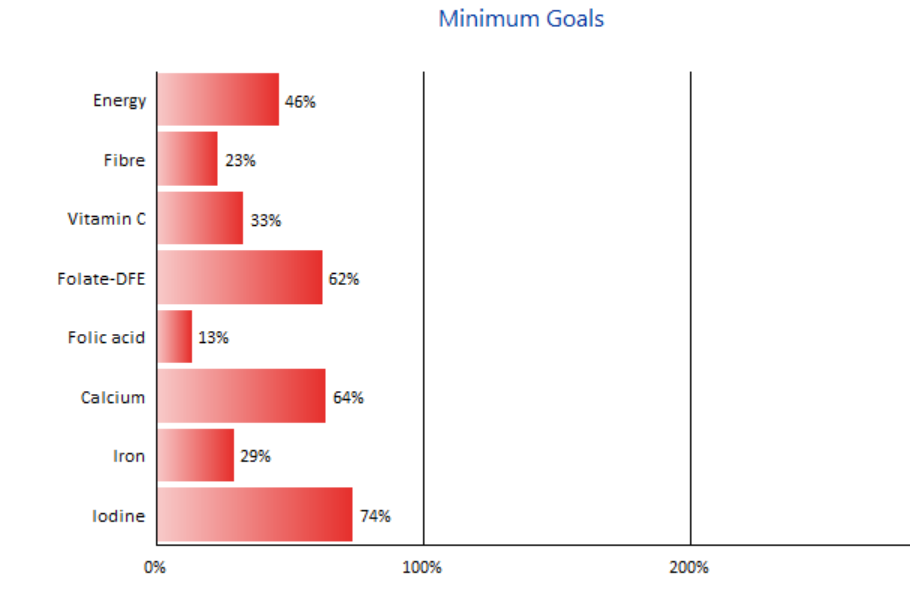 Minimum Goals
Energy 46%
Fibre 23%
Vitamin C 33%
Folate-DFE 62%
Folic acid 13%
Calcium 64%
Iron 29%
Iodine 74%
0% 100% 200%